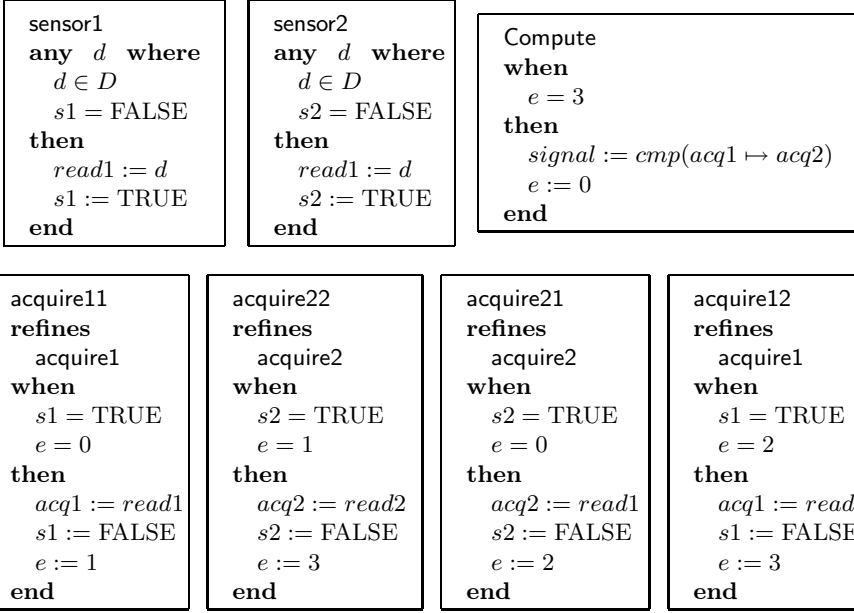 sensor1
any d where
d ∈ D
s1 = FALSE
then
read1 := d
s1 := TRUE
end
sensor2
any d where
d ∈ D
s2 = FALSE
then
read1 := d
s2 := TRUE
end
Compute
when
e = 3
then
signal := cmp(acq1 ↦ acq2)
e := 0
end
acquire11
refines
acquire1
when
s1 = TRUE
e = 0
then
acq1 := read1
s1 := FALSE
e := 1
end
acquire22
refines
acquire2
when
s2 = TRUE
e = 1
then
acq2 := read2
s2 := FALSE
e := 3
end
acquire21
refines
acquire2
when
s2 = TRUE
e = 0
then
acq2 := read1
s2 := FALSE
e := 2
end
acquire12
refines
acquire1
when
s1 = TRUE
e = 2
then
acq1 := read
s1 := FALSE
e := 3
end